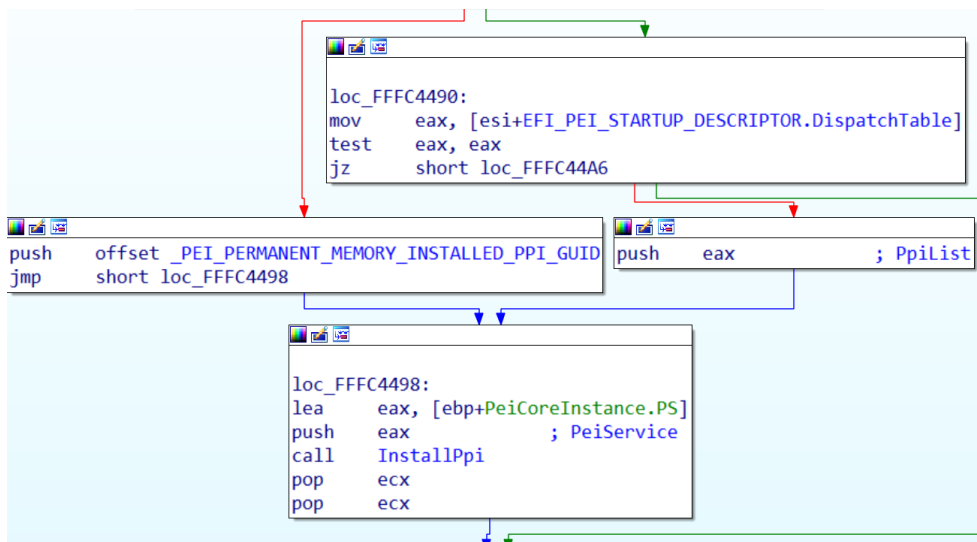 loc_FFFC4490:
mov     eax, [esi+EFI_PEI_STARTUP_DESCRIPTOR.DispatchTable]
test    eax, eax
jz      short loc_FFFC44A6
push    offset _PEI_PERMANENT_MEMORY_INSTALLED_PPI_GUID
jmp     short loc_FFFC4498
push    eax             ; PpiList
loc_FFFC4498:
lea     eax, [ebp+PeiCoreInstance.PS]
push    eax             ; PeiService
call    InstallPpi
pop     ecx
pop     ecx